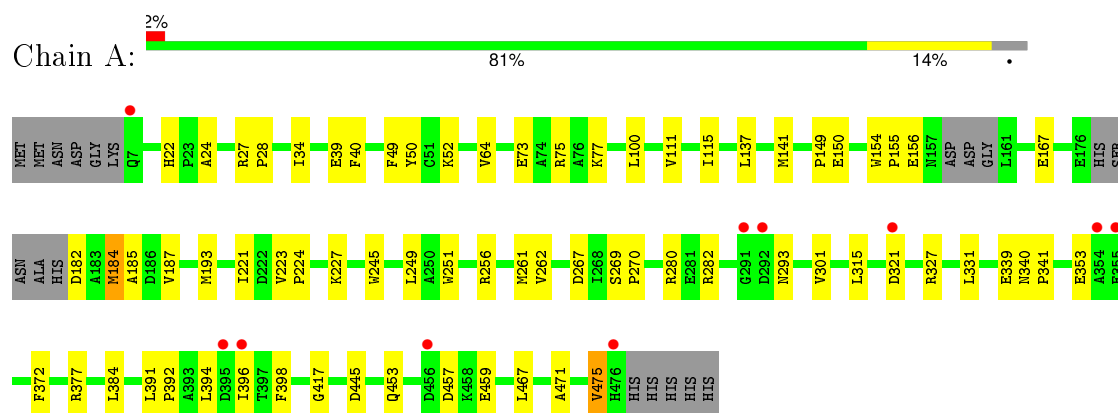 2%
Chain A:
81% 14% •
MET MET ASN ASP GLY LYS Q7 H22 P23 A24 R27 P28 I34 E39 F40 F49 Y50 C51 K52 V64 E73 A74 R75 A76 K77 L100 V111 I115 L137 M141 P149 E150 W154 P155 E156 N157 ASP ASP GLY L161 E167 E176 HIS SER
ASN ALA HIS D182 A183 M184 A185 D186 V187 M193 I221 D222 V223 P224 K227 W245 L249 A250 W251 R256 M261 V262 D267 I268 S269 P270 R280 E281 R282 G291 D292 N293 V301 L315 D321 R327 L331 E339 N340 P341 E353 A354
F372 R377 L384 L391 P392 A393 L394 D395 I396 T397 F398 G417 D445 Q453 D456 D457 K458 E459 L467 A471 V475 H476 HIS HIS HIS HIS HIS